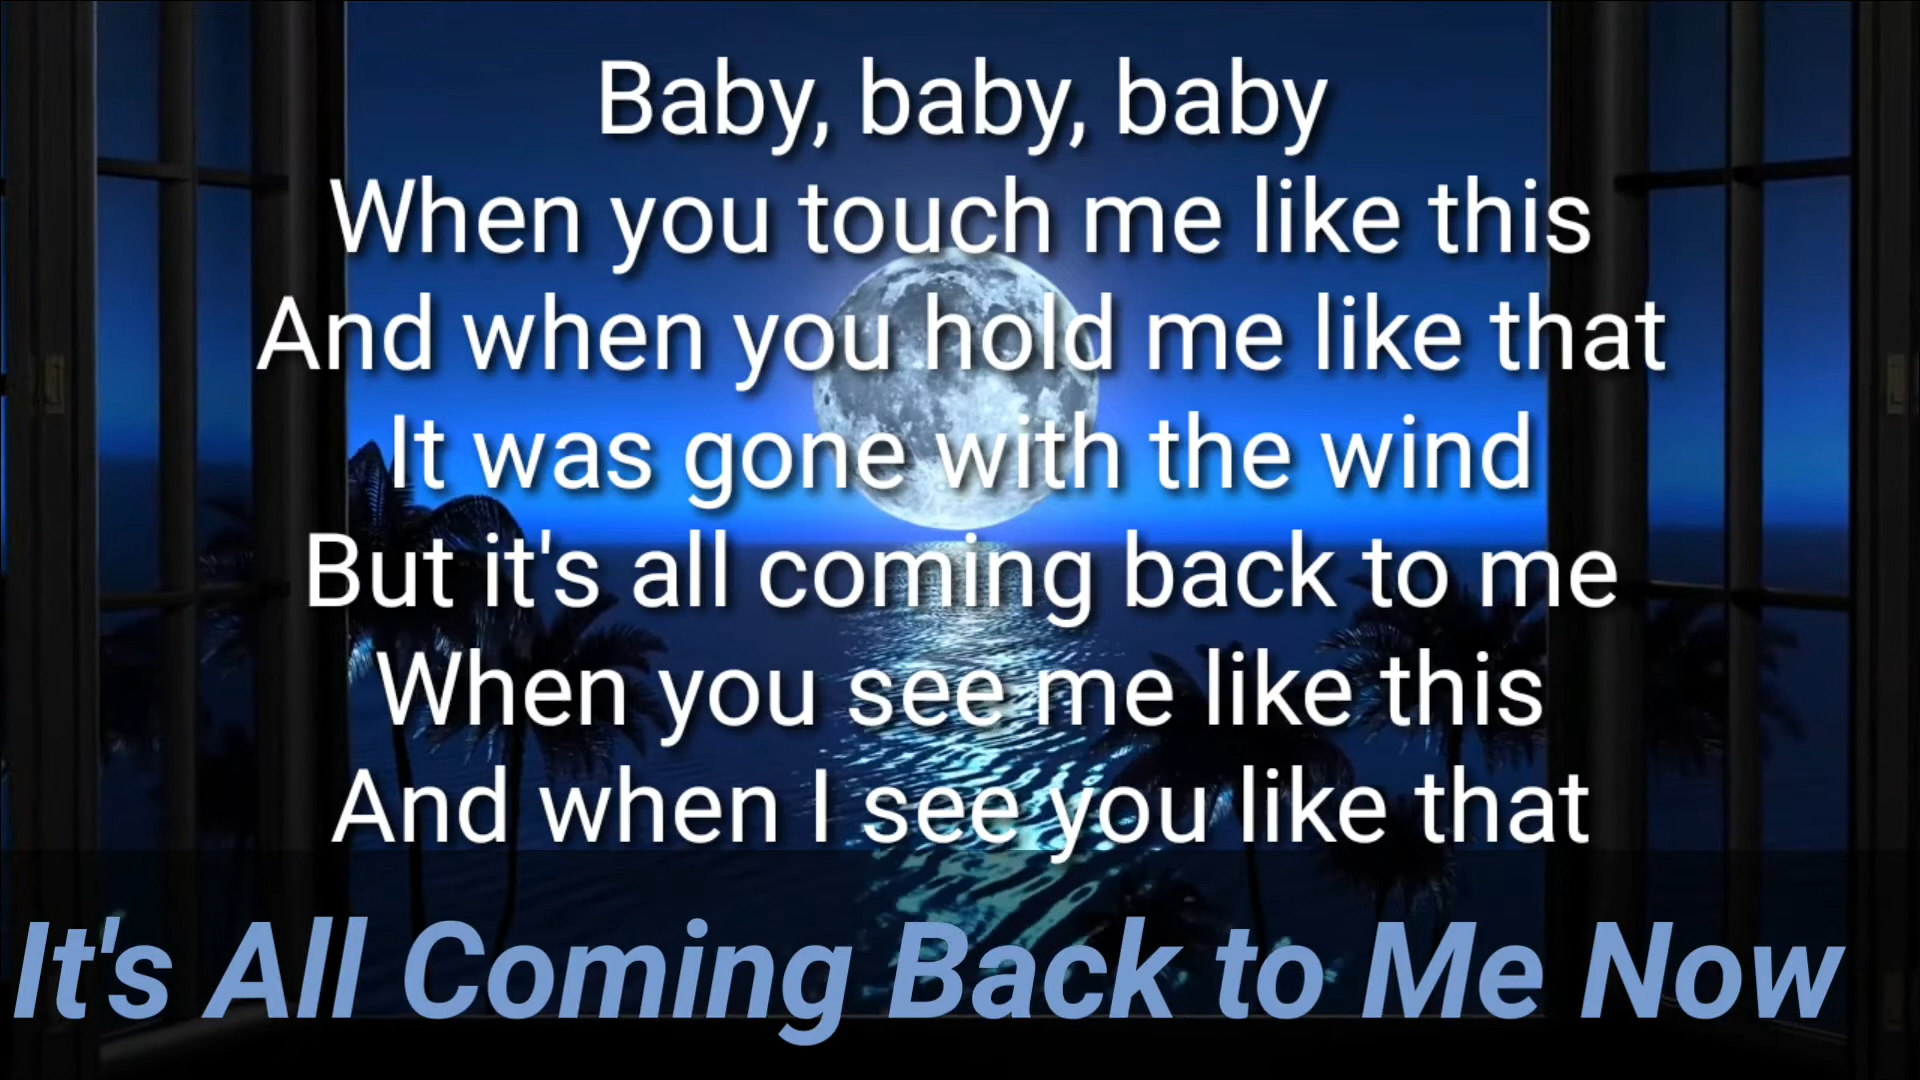 Baby, baby, baby
When you touch me like this
And when you hold me like that
It was gone with the wind
But it's all coming back to me
When you see me like this
And when I see you like that
It's All Coming Back to Me Now